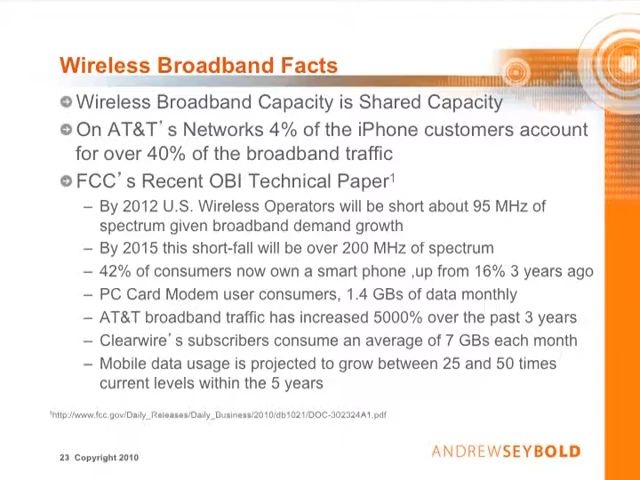 Wireless Broadband Facts
Wireless Broadband Capacity is Shared Capacity
On AT&T's Networks 4% of the iPhone customers account
for over 40% of the broadband traffic
FCC's Recent OBI Technical Paper¹
– By 2012 U.S. Wireless Operators will be short about 95 MHz of
spectrum given broadband demand growth
– By 2015 this short-fall will be over 200 MHz of spectrum
– 42% of consumers now own a smart phone ,up from 16% 3 years ago
– PC Card Modem user consumers, 1.4 GBs of data monthly
– AT&T broadband traffic has increased 5000% over the past 3 years
– Clearwire's subscribers consume an average of 7 GBs each month
– Mobile data usage is projected to grow between 25 and 50 times
current levels within the 5 years
¹http://www.fcc.gov/Daily_Releases/Daily_Business/2010/db1021/DOC-302324A1.pdf
23 Copyright 2010
ANDREWSEYBOLD